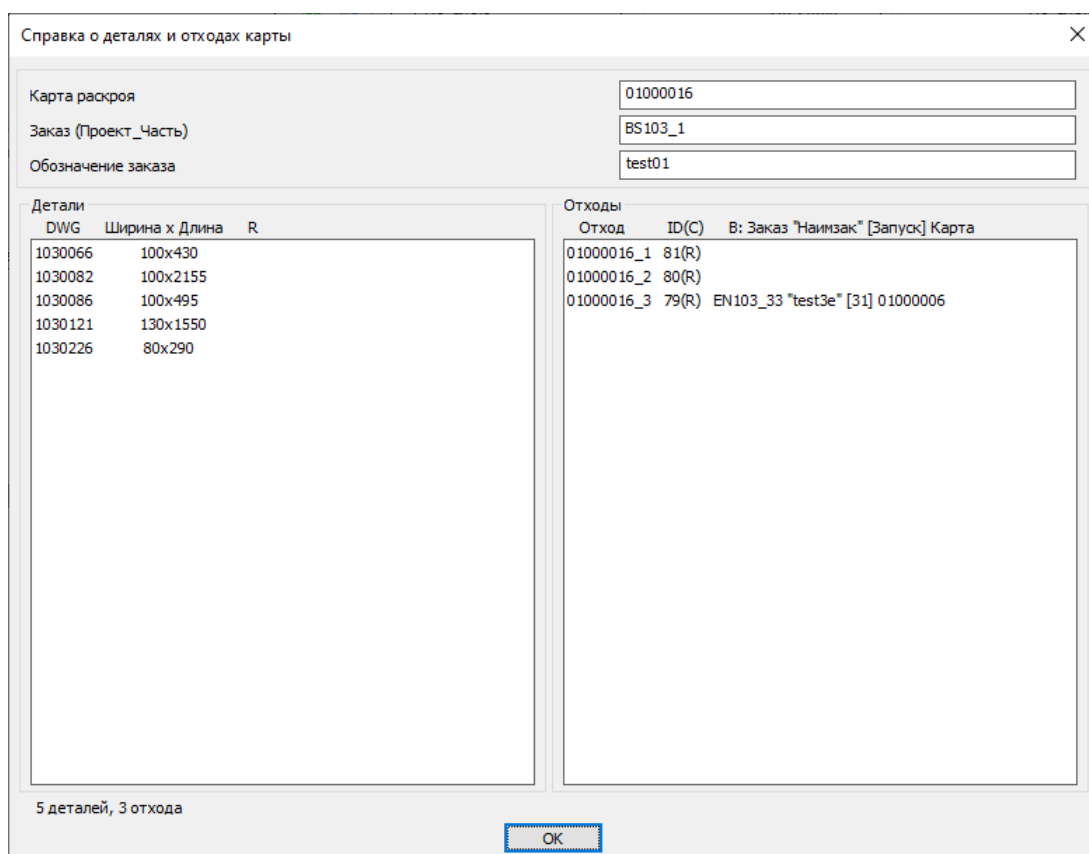 Справка о деталях и отходах карты
Карта раскроя 01000016
Заказ (Проект_Часть) BS103_1
Обозначение заказа test01
Детали
DWG Ширина x Длина R
1030066 100x430
1030082 100x2155
1030086 100x495
1030121 130x1550
1030226 80x290
Отходы
Отход ID(C) В: Заказ "Наимзак" [Запуск] Карта
01000016_1 81(R)
01000016_2 80(R)
01000016_3 79(R) EN103_33 "test3e" [31] 01000006
5 деталей, 3 отхода
OK